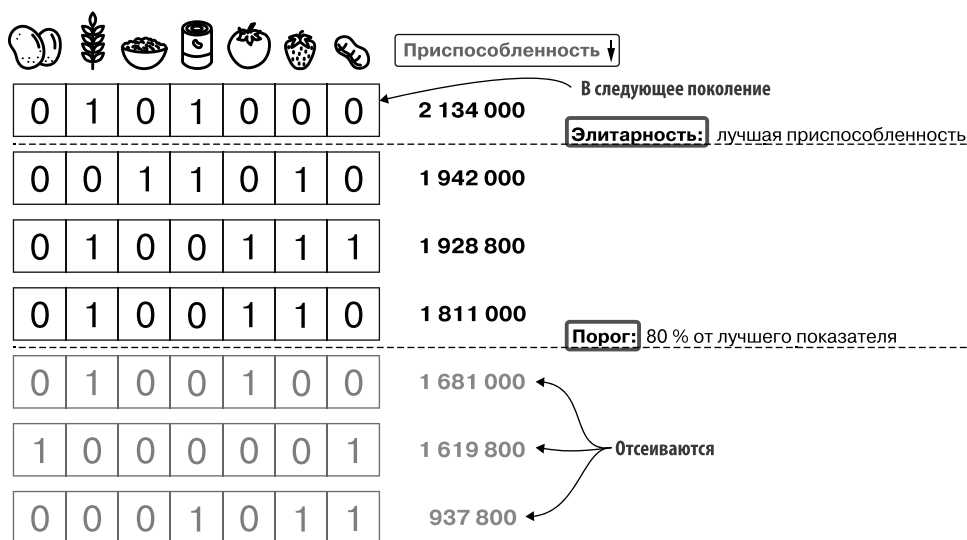 Приспособленность
В следующее поколение
0 1 0 1 0 0 0 2 134 000
Элитарность: лучшая приспособленность
0 0 1 1 0 1 0 1 942 000
0 1 0 0 1 1 1 1 928 800
0 1 0 0 1 1 0 1 811 000
Порог: 80 % от лучшего показателя
0 1 0 0 1 0 0 1 681 000
1 0 0 0 0 0 1 1 619 800
Отсеиваются
0 0 0 1 0 1 1 937 800